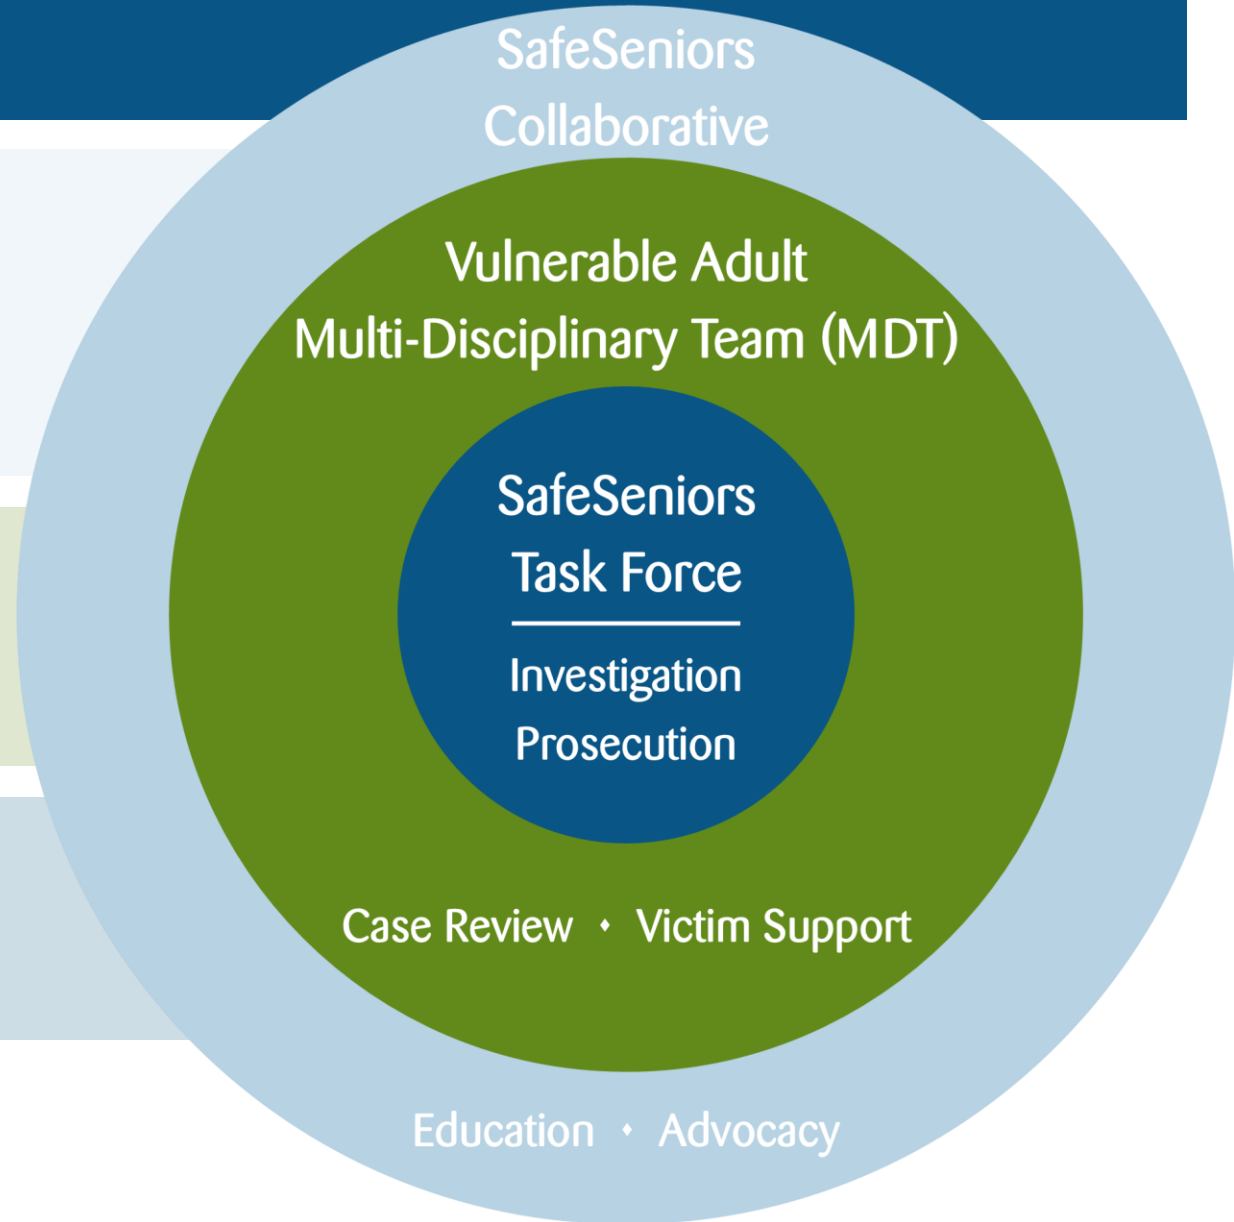 SafeSeniors
Collaborative
Vulnerable Adult
Multi-Disciplinary Team (MDT)
SafeSeniors
Task Force
Investigation
Prosecution
Case Review ⬩ Victim Support
Education ⬩ Advocacy